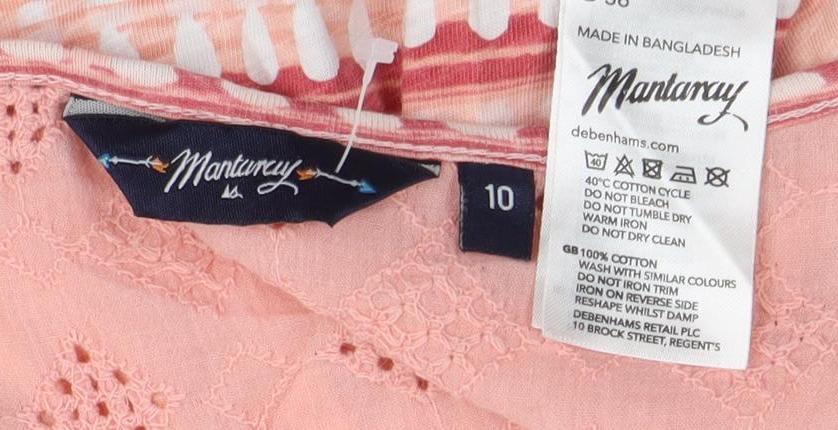 MADE IN BANGLADESH
Mantaray
debenhams.com
40
40°C COTTON CYCLE
DO NOT BLEACH
DO NOT TUMBLE DRY
WARM IRON
DO NOT DRY CLEAN
GB 100% COTTON
WASH WITH SIMILAR COLOURS
DO NOT IRON TRIM
IRON ON REVERSE SIDE
RESHAPE WHILST DAMP
DEBENHAMS RETAIL PLC
10 BROCK STREET, REGENT'S
Mantaray
10